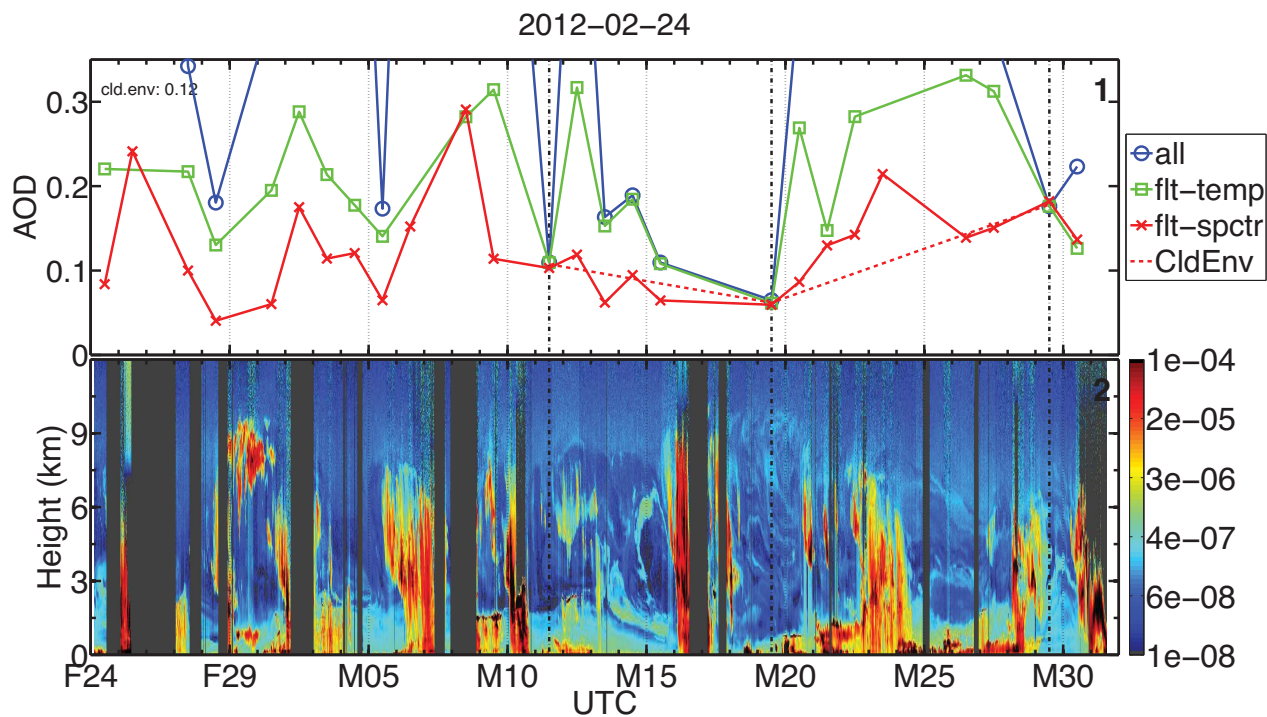 2012-02-24
cld.env: 0.12
1
0.3
0.2
0.1
0
AOD
all
flt-temp
flt-spctr
CldEnv
2
9
6
3
0
Height (km)
F24 F29 M05 M10 M15 M20 M25 M30
UTC
1e-04
2e-05
3e-06
4e-07
6e-08
1e-08